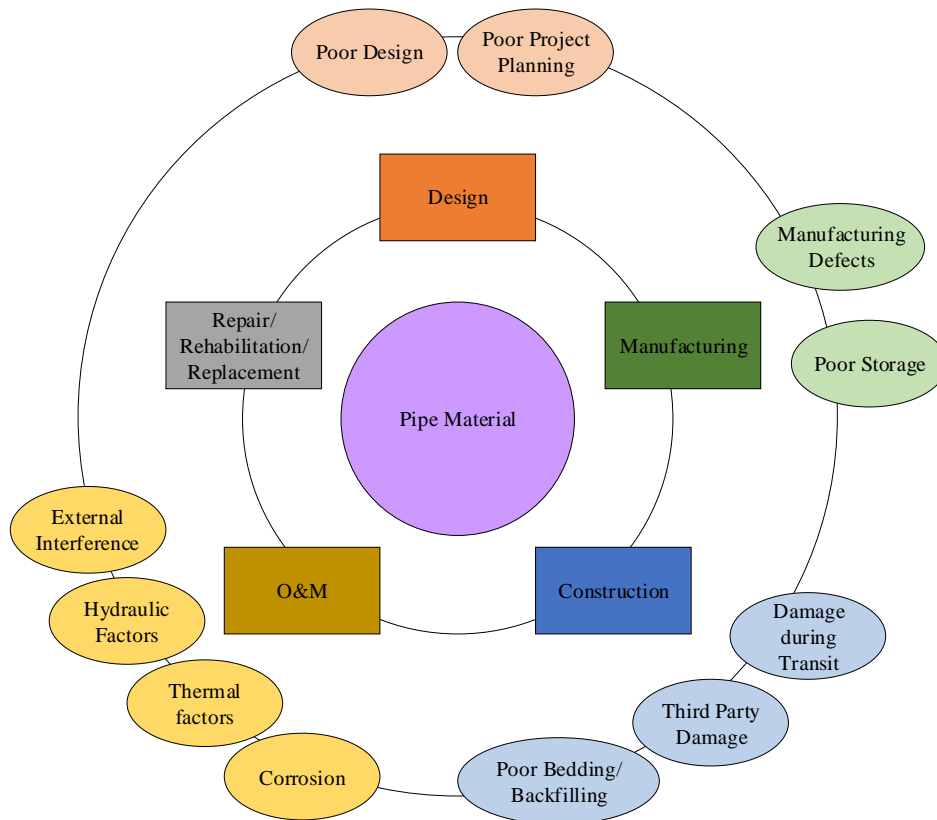 Poor Design
Poor Project
Planning
Design
Manufacturing
Defects
Repair/
Rehabilitation/
Replacement
Manufacturing
Poor Storage
Pipe Material
External
Interference
O&M
Construction
Hydraulic
Factors
Damage
during
Transit
Thermal
factors
Third Party
Damage
Corrosion
Poor Bedding/
Backfilling